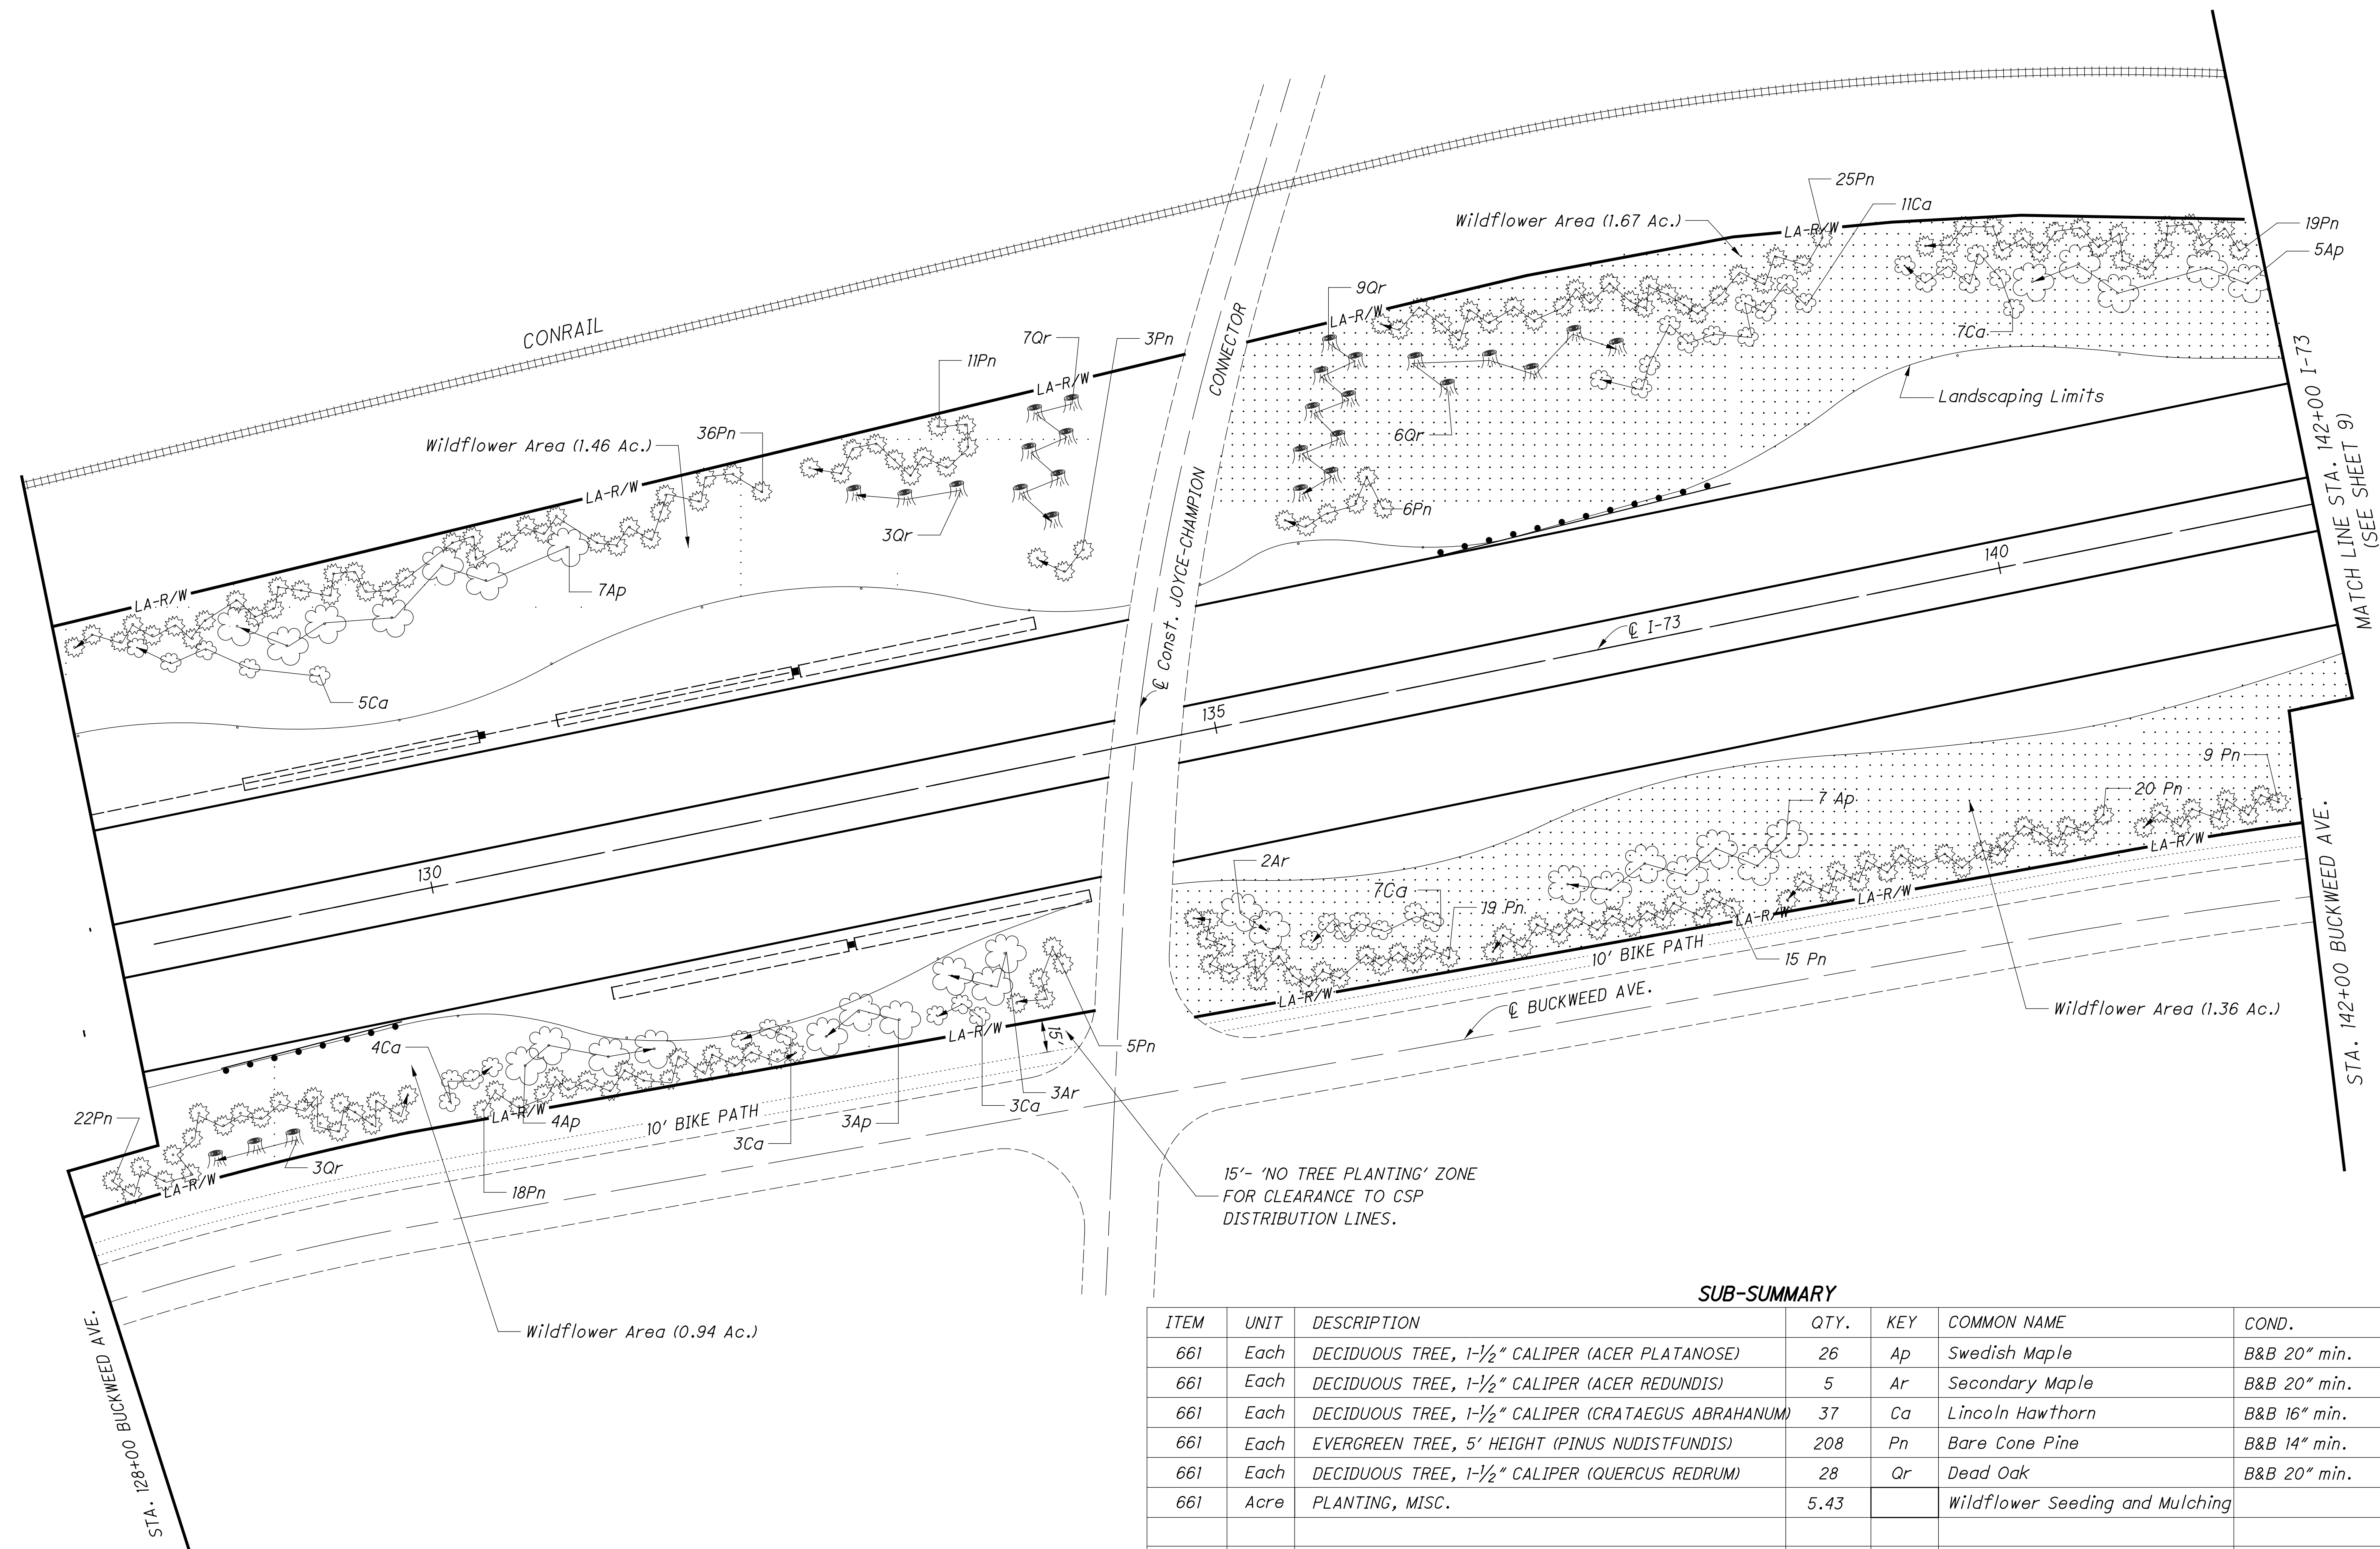 25Pn
11Ca
Wildflower Area (1.67 Ac.)
LA-R/W
19Pn
5Ap
9Qr
LA-R/W
CONRAIL
7Qr
3Pn
CONNECTOR
7Ca
11Pn
LA-R/W
Landscaping Limits
36Pn
Wildflower Area (1.46 Ac.)
6Qr
LA-R/W
3Qr
6Pn
MATCH LINE STA. 142+00 I-73
(SEE SHEET 9)
140
7Ap
LA-R/W
℄ Const. JOYCE-CHAMPION
℄ I-73
5Ca
135
9 Pn
20 Pn
7 Ap
LA-R/W
130
2Ar
7Ca
19 Pn
LA-R/W
LA-R/W
10' BIKE PATH
15 Pn
LA-R/W
℄ BUCKWEED AVE.
Wildflower Area (1.36 Ac.)
STA. 142+00 BUCKWEED AVE.
4Ca
LA-R/W
15'
5Pn
3Ar
3Ca
22Pn
LA-R/W
4Ap
10' BIKE PATH
3Ca
3Ap
3Qr
LA-R/W
18Pn
15'- 'NO TREE PLANTING' ZONE
FOR CLEARANCE TO CSP
DISTRIBUTION LINES.
Wildflower Area (0.94 Ac.)
STA. 128+00 BUCKWEED AVE.
SUB-SUMMARY
ITEM UNIT DESCRIPTION QTY. KEY COMMON NAME COND.
661 Each DECIDUOUS TREE, 1-1/2" CALIPER (ACER PLATANOSE) 26 Ap Swedish Maple B&B 20" min.
661 Each DECIDUOUS TREE, 1-1/2" CALIPER (ACER REDUNDIS) 5 Ar Secondary Maple B&B 20" min.
661 Each DECIDUOUS TREE, 1-1/2" CALIPER (CRATAEGUS ABRAHANUM) 37 Ca Lincoln Hawthorn B&B 16" min.
661 Each EVERGREEN TREE, 5' HEIGHT (PINUS NUDISTFUNDIS) 208 Pn Bare Cone Pine B&B 14" min.
661 Each DECIDUOUS TREE, 1-1/2" CALIPER (QUERCUS REDRUM) 28 Qr Dead Oak B&B 20" min.
661 Acre PLANTING, MISC. 5.43 Wildflower Seeding and Mulching